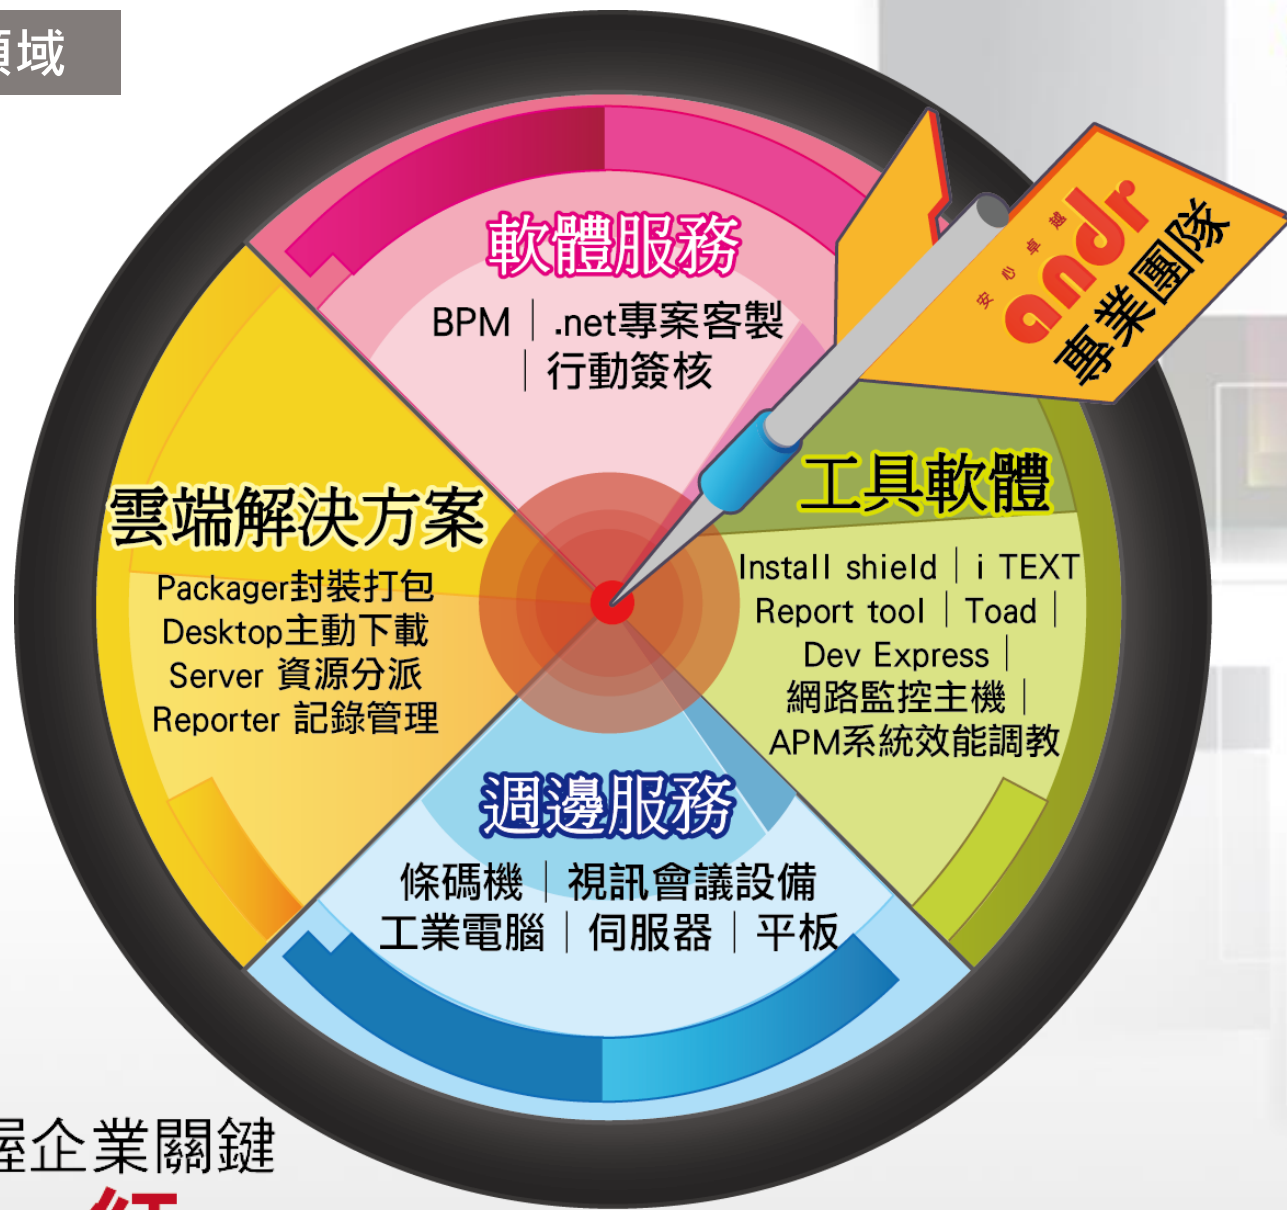 領域
軟體服務
BPM｜.net專案客製
｜行動簽核
安心卓越
andr
專業團隊
工具軟體
Install shield｜i TEXT
Report tool｜Toad｜
Dev Express｜
網路監控主機｜
APM系統效能調教
雲端解決方案
Packager封裝打包
Desktop主動下載
Server 資源分派
Reporter 記錄管理
週邊服務
條碼機｜視訊會議設備
工業電腦｜伺服器｜平板
握企業關鍵